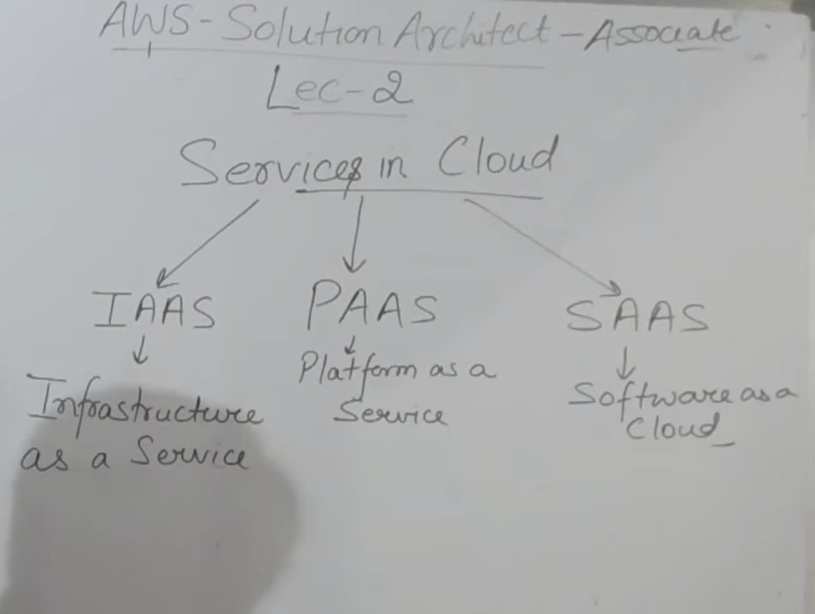 AWS-Solution Architect-Associate
Lec-2
Services in Cloud
IAAS
PAAS
SAAS
Infrastructure
as a Service
Platform as a
Service
Software as a
Cloud